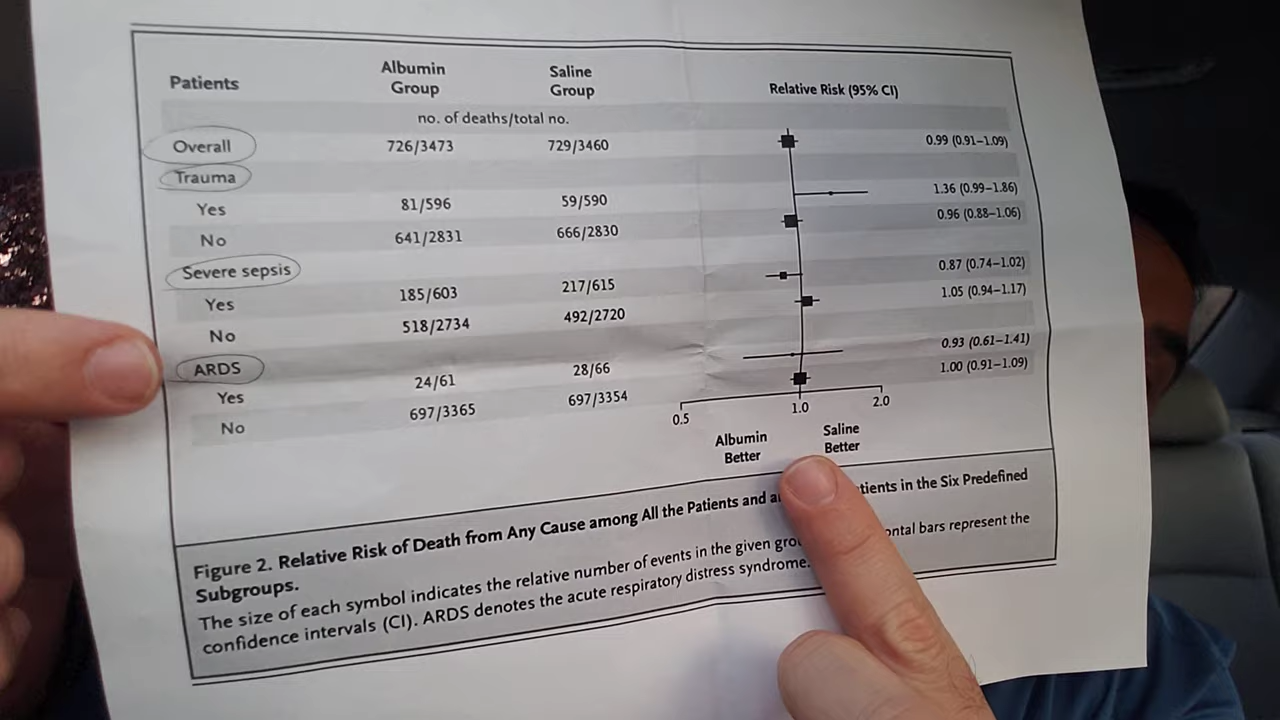 Patients Albumin Group Saline Group Relative Risk (95% CI)
no. of deaths/total no.
Overall 726/3473 729/3460 0.99 (0.91–1.09)
Trauma
Yes 81/596 59/590 1.36 (0.99–1.86)
No 641/2831 666/2830 0.96 (0.88–1.06)
Severe sepsis
Yes 185/603 217/615 0.87 (0.74–1.02)
No 518/2734 492/2720 1.05 (0.94–1.17)
ARDS
Yes 24/61 28/66 0.93 (0.61–1.41)
No 697/3365 697/3354 1.00 (0.91–1.09)
0.5 1.0 2.0
Albumin Better Saline Better
Figure 2. Relative Risk of Death from Any Cause among All the Patients and in the Six Predefined
Subgroups.
The size of each symbol indicates the relative number of events in the given bars represent the
confidence intervals (CI). ARDS denotes the acute respiratory distress syndrome.